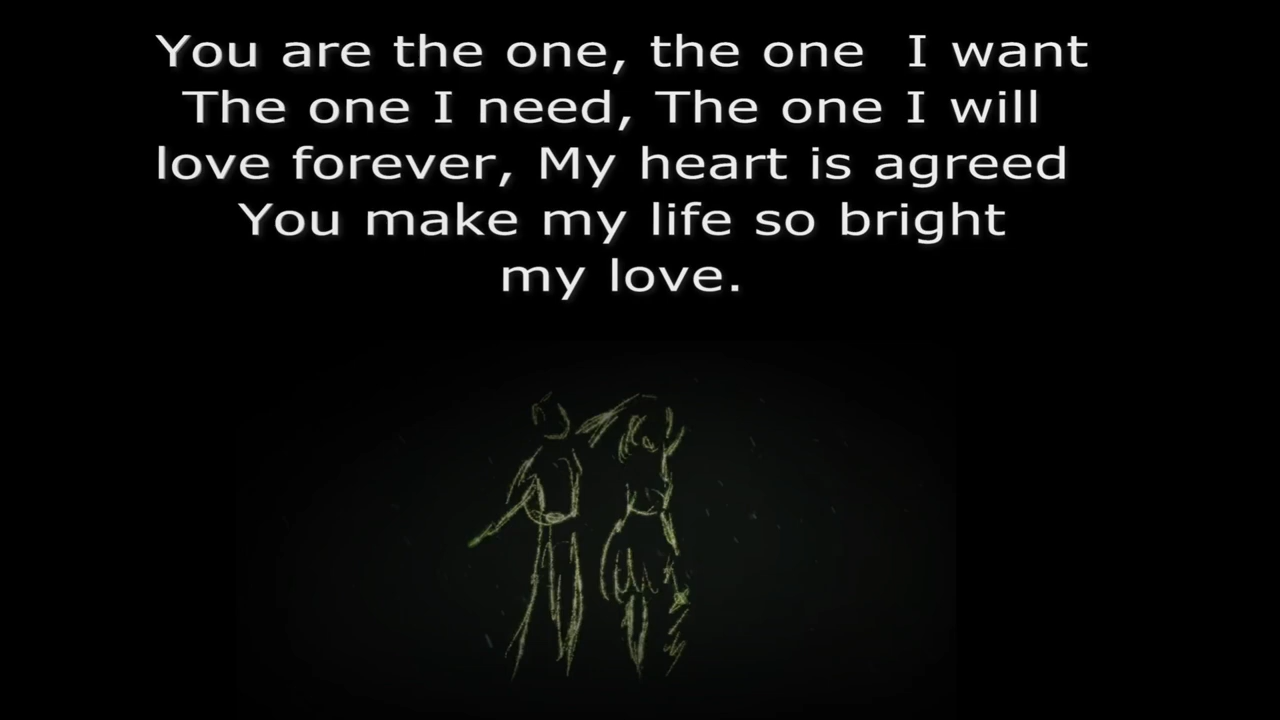 You are the one, the one  I want
The one I need, The one I will
love forever, My heart is agreed
You make my life so bright
my love.